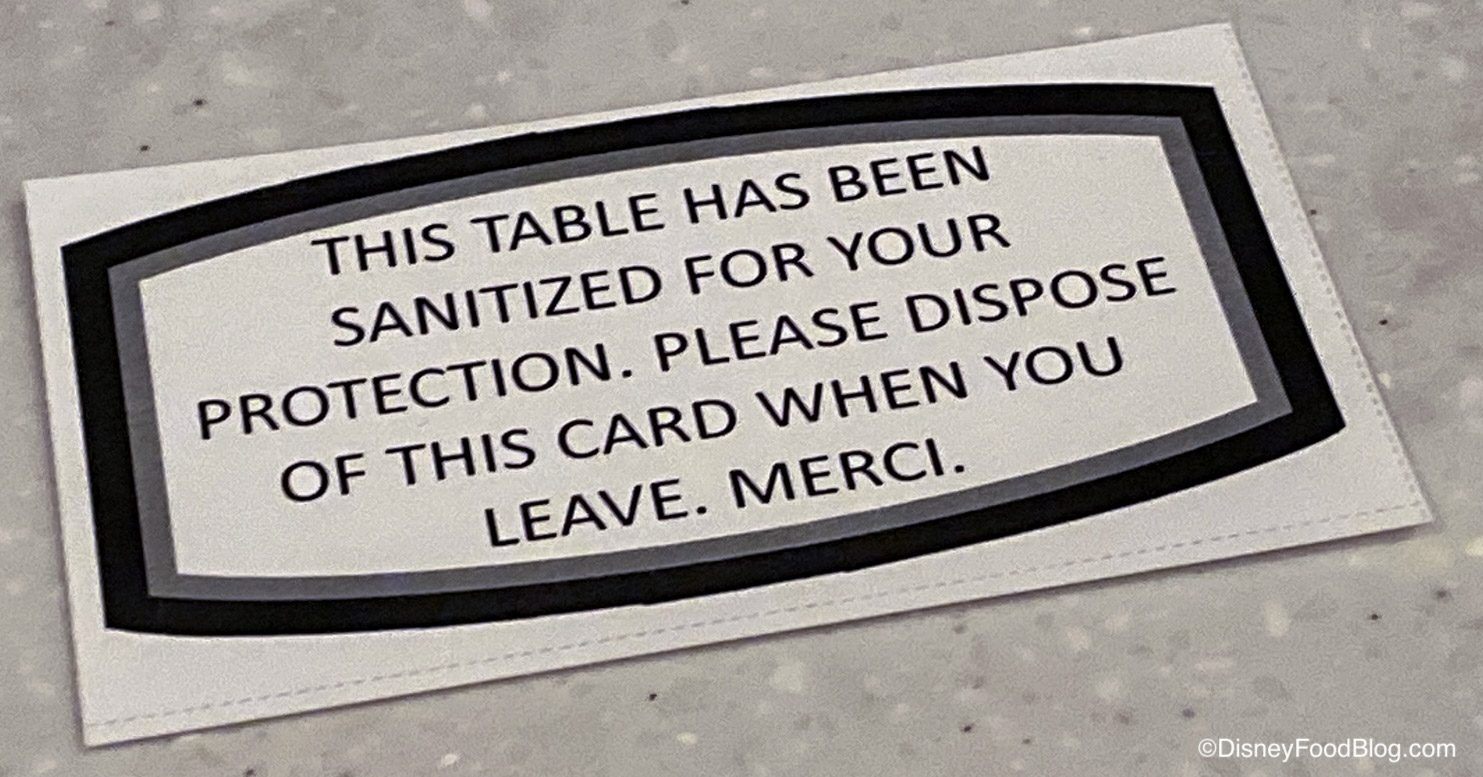 THIS TABLE HAS BEEN
SANITIZED FOR YOUR
PROTECTION. PLEASE DISPOSE
OF THIS CARD WHEN YOU
LEAVE. MERCI.
©DisneyFoodBlog.com